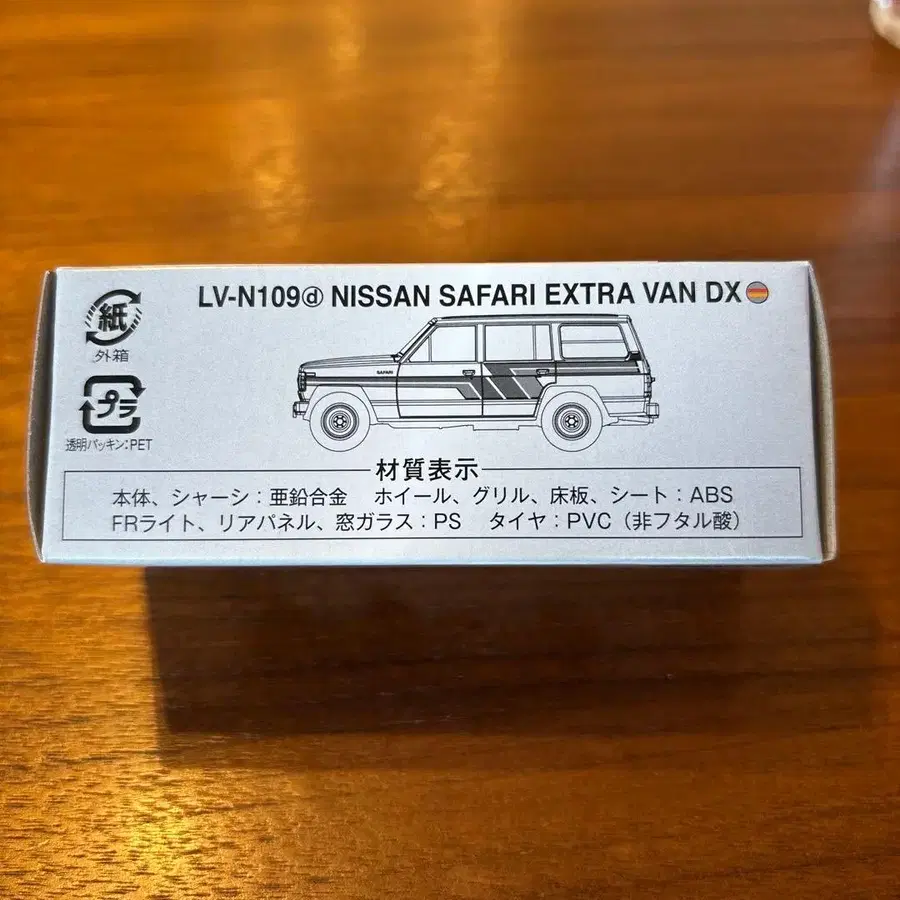 LV-N109ⓓ NISSAN SAFARI EXTRA VAN DX
紙
外箱
プラ
透明パッキン:PET
SAFARI
材質表示
本体、シャーシ:亜鉛合金 ホイール、グリル、床板、シート:ABS
FRライト、リアパネル、窓ガラス:PS タイヤ:PVC(非フタル酸)